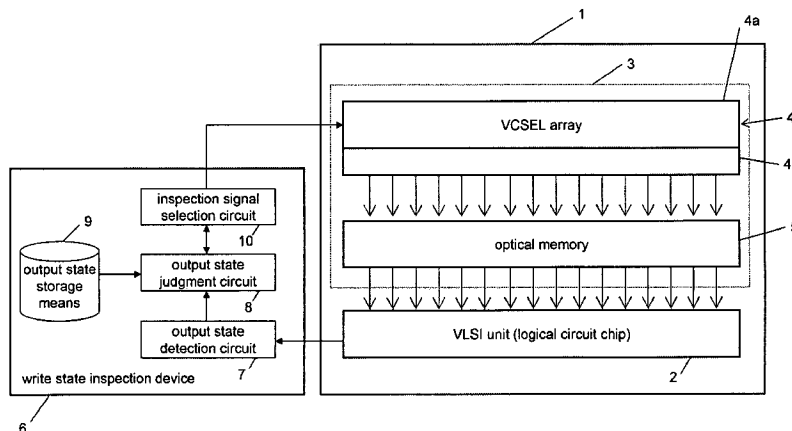 1
4a
3
VCSEL array
4
4
inspection signal
selection circuit
10
9
output state
storage
means
output state
judgment circuit
8
optical memory
output state
detection circuit
7
VLSI unit (logical circuit chip)
2
write state inspection device
6